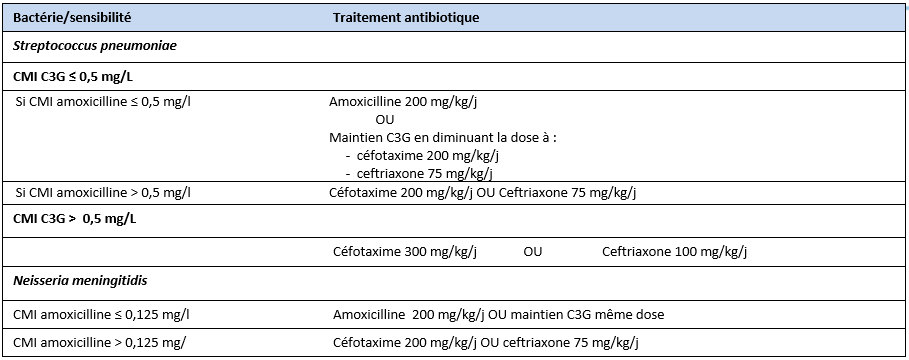 Bactérie/sensibilité Traitement antibiotique
Streptococcus pneumoniae
CMI C3G ≤ 0,5 mg/L
Si CMI amoxicilline ≤ 0,5 mg/l Amoxicilline 200 mg/kg/j
OU
Maintien C3G en diminuant la dose à :
- céfotaxime 200 mg/kg/j
- ceftriaxone 75 mg/kg/j
Si CMI amoxicilline > 0,5 mg/l Céfotaxime 200 mg/kg/j OU Ceftriaxone 75 mg/kg/j
CMI C3G > 0,5 mg/L
Céfotaxime 300 mg/kg/j OU Ceftriaxone 100 mg/kg/j
Neisseria meningitidis
CMI amoxicilline ≤ 0,125 mg/l Amoxicilline 200 mg/kg/j OU maintien C3G même dose
CMI amoxicilline > 0,125 mg/ Céfotaxime 200 mg/kg/j OU ceftriaxone 75 mg/kg/j